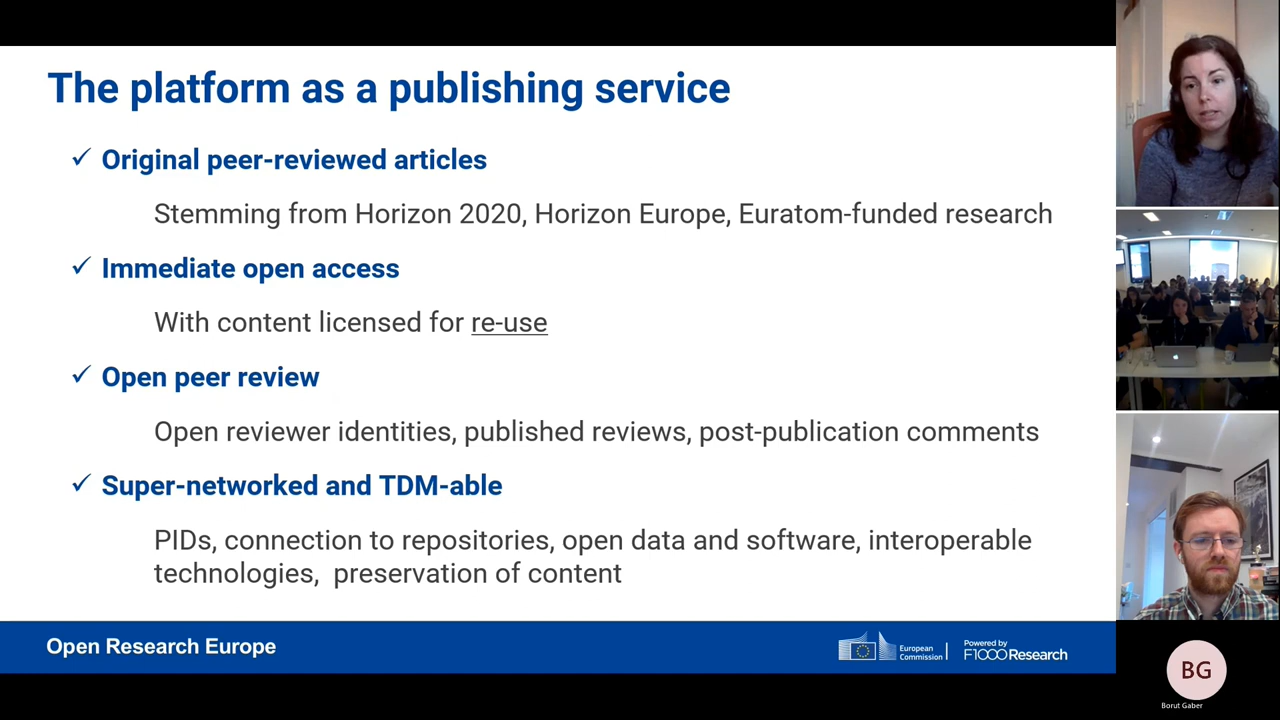 The platform as a publishing service
✓ Original peer-reviewed articles
Stemming from Horizon 2020, Horizon Europe, Euratom-funded research
✓ Immediate open access
With content licensed for re-use
✓ Open peer review
Open reviewer identities, published reviews, post-publication comments
✓ Super-networked and TDM-able
PIDs, connection to repositories, open data and software, interoperable
technologies, preservation of content
Open Research Europe
European
Commission
Powered by
F1000Research
BG
Borut Gaber